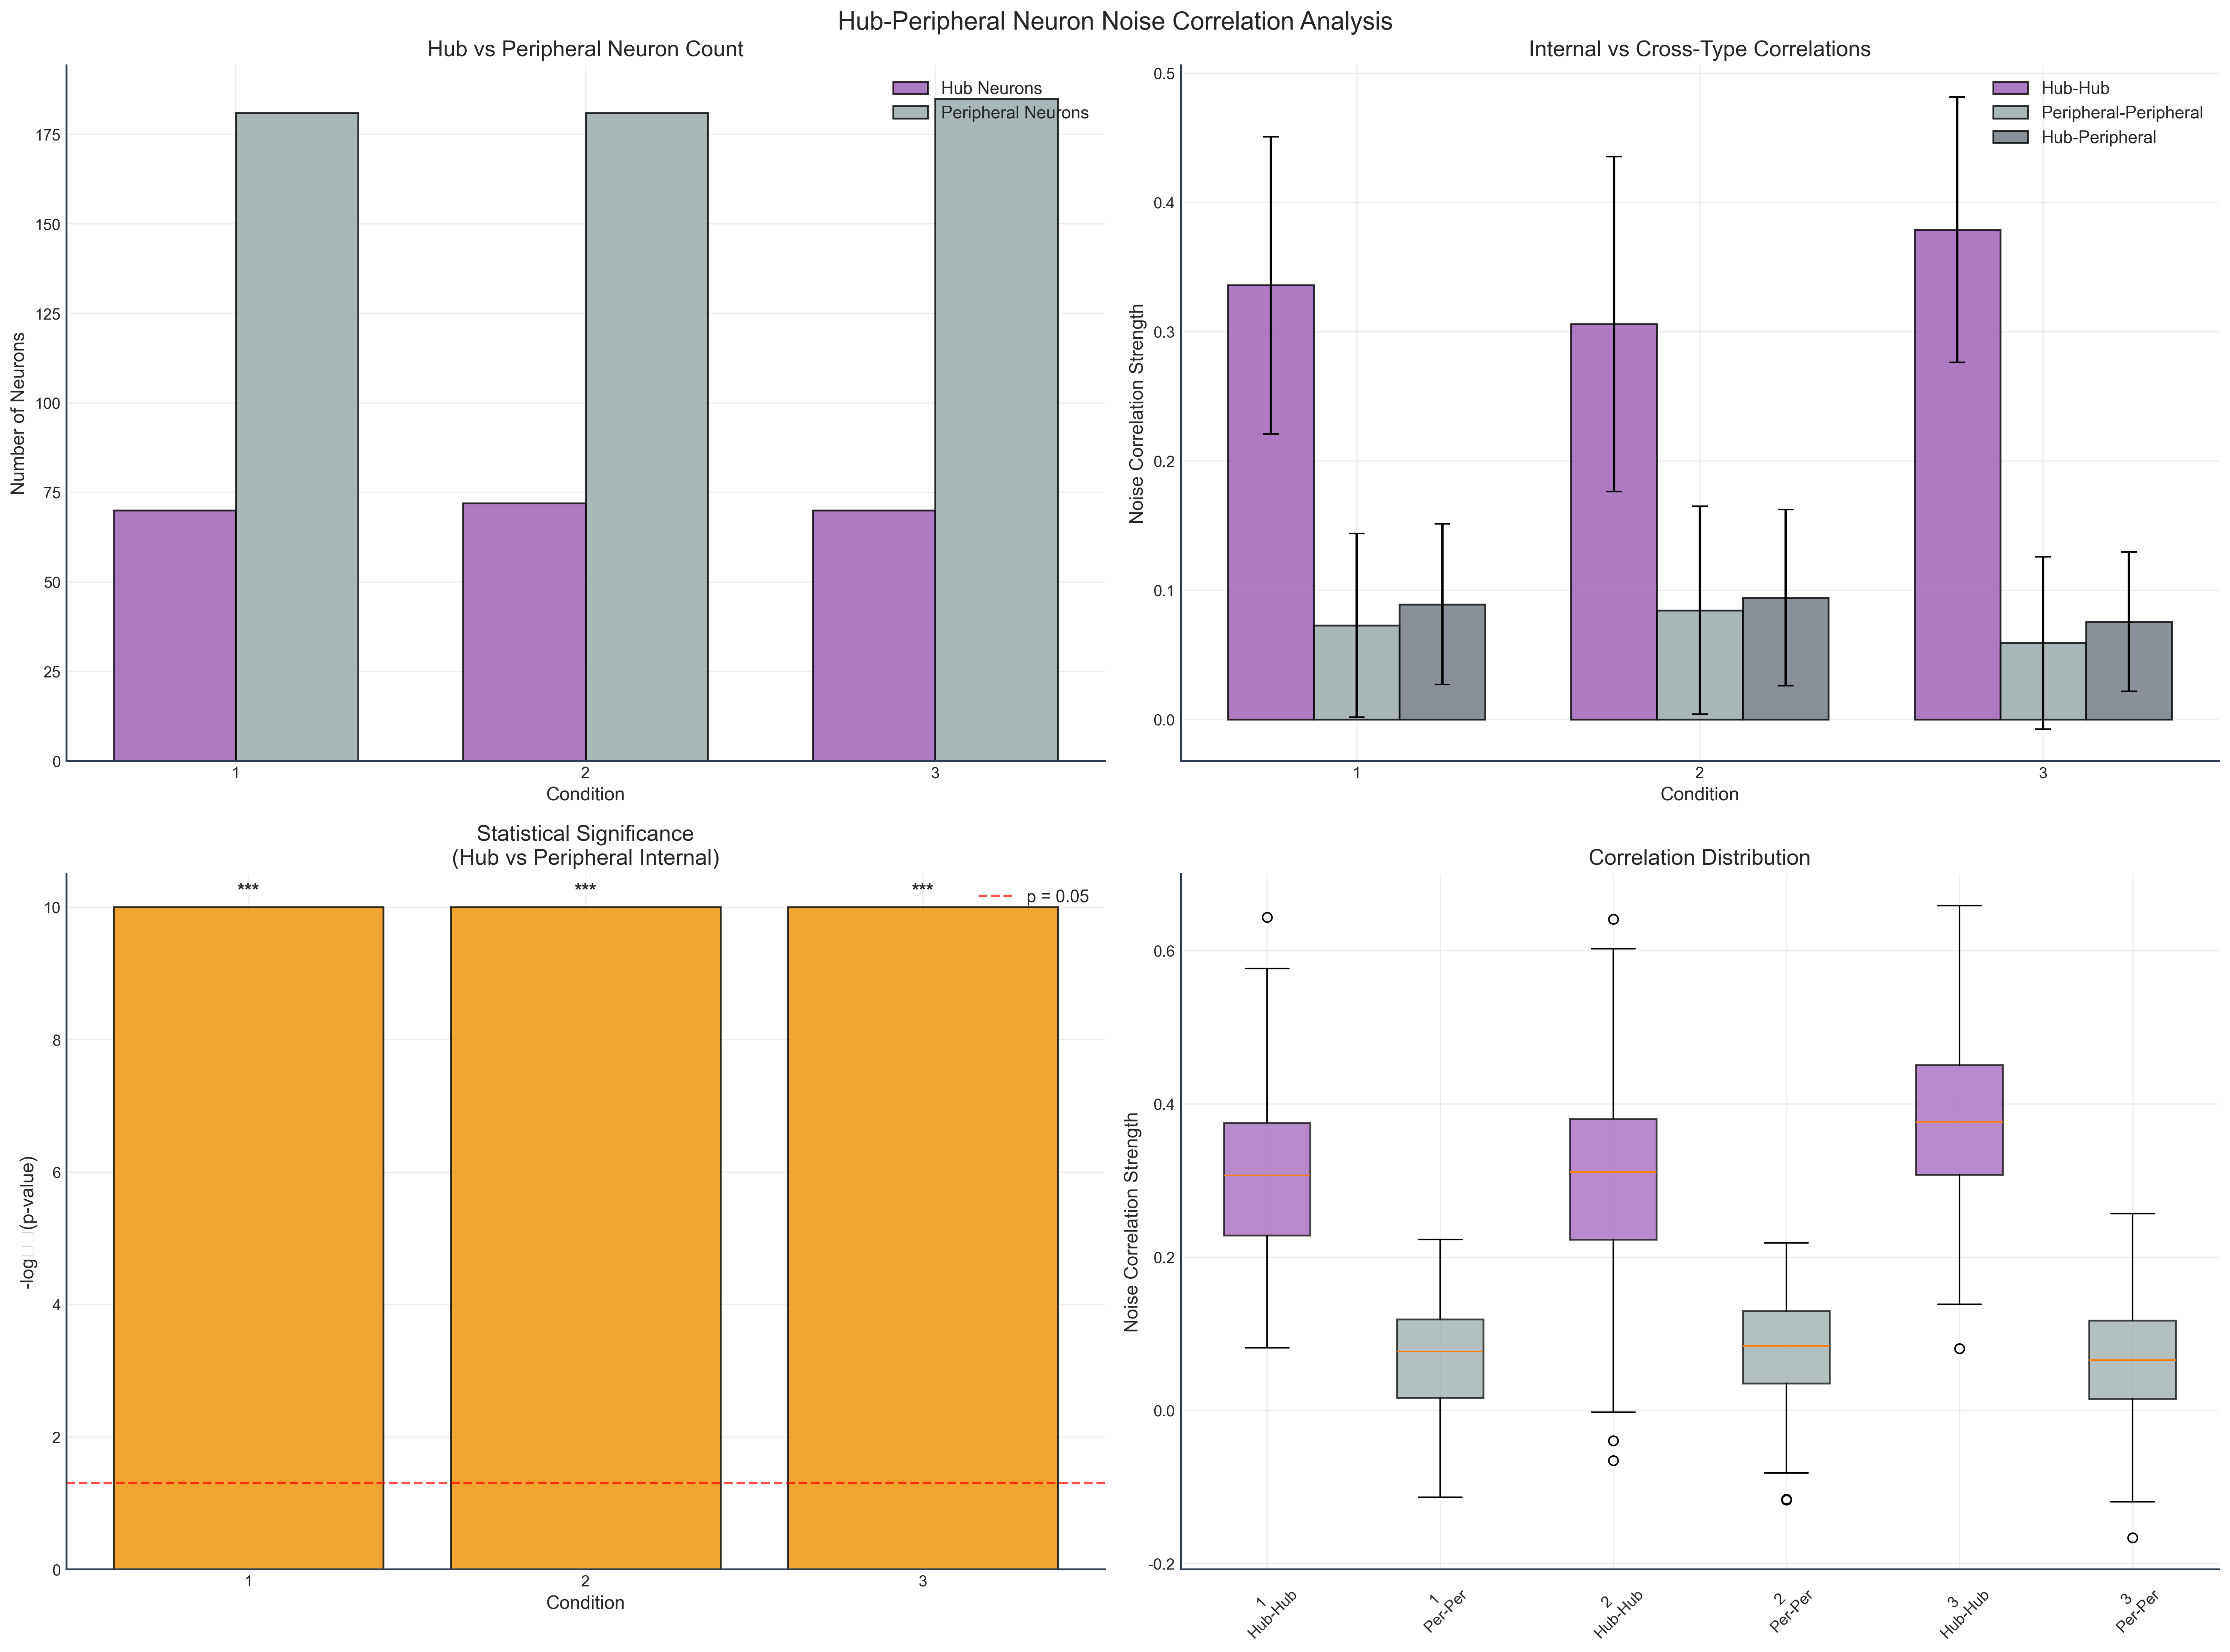 Hub-Peripheral Neuron Noise Correlation Analysis
Hub vs Peripheral Neuron Count
Number of Neurons
175
150
125
100
75
50
25
0
Hub Neurons
Peripheral Neurons
1 2 3
Condition
Internal vs Cross-Type Correlations
Noise Correlation Strength
0.5
0.4
0.3
0.2
0.1
0.0
Hub-Hub
Peripheral-Peripheral
Hub-Peripheral
1 2 3
Condition
Statistical Significance
(Hub vs Peripheral Internal)
-log□□(p-value)
10
8
6
4
2
0
*** *** ***
p = 0.05
1 2 3
Condition
Correlation Distribution
Noise Correlation Strength
0.6
0.4
0.2
0.0
-0.2
1
Hub-Hub
1
Per-Per
2
Hub-Hub
2
Per-Per
3
Hub-Hub
3
Per-Per